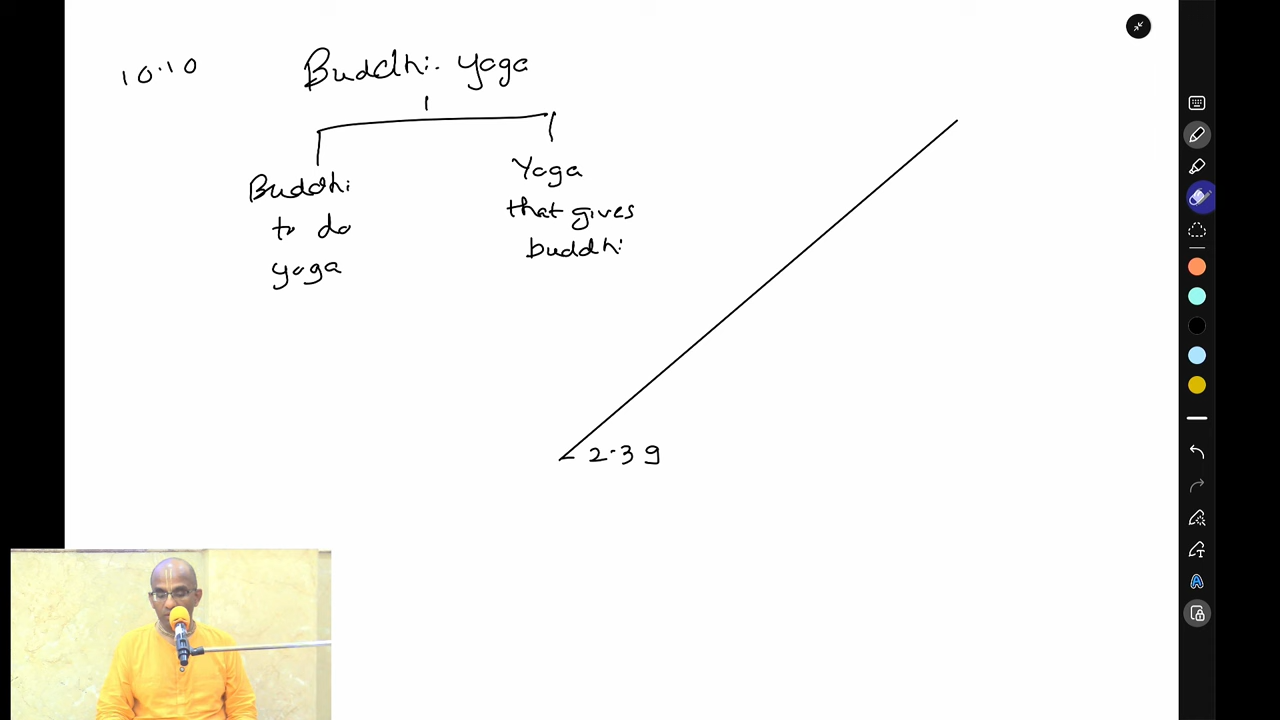 10.10
Buddhi. yoga
Buddhi
to do
yoga
Yoga
that gives
buddhi
2.39